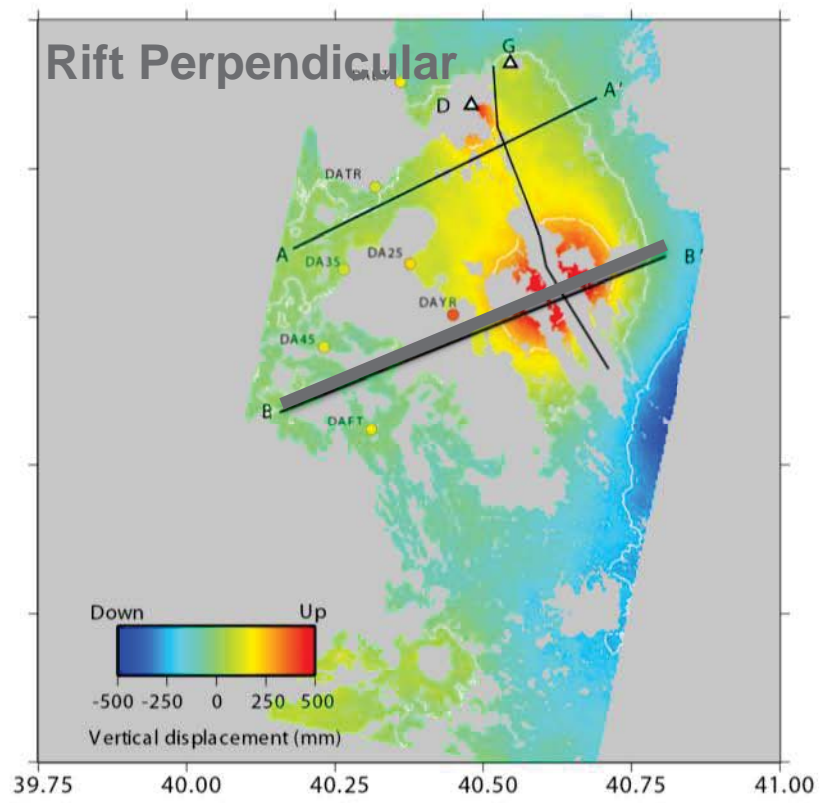 Rift Perpendicular
G
D
A'
DATR
A
DA35
DA25
B'
DAYR
DA45
B
DAFT
Down Up
-500 -250 0 250 500
Vertical displacement (mm)
39.75 40.00 40.25 40.50 40.75 41.00